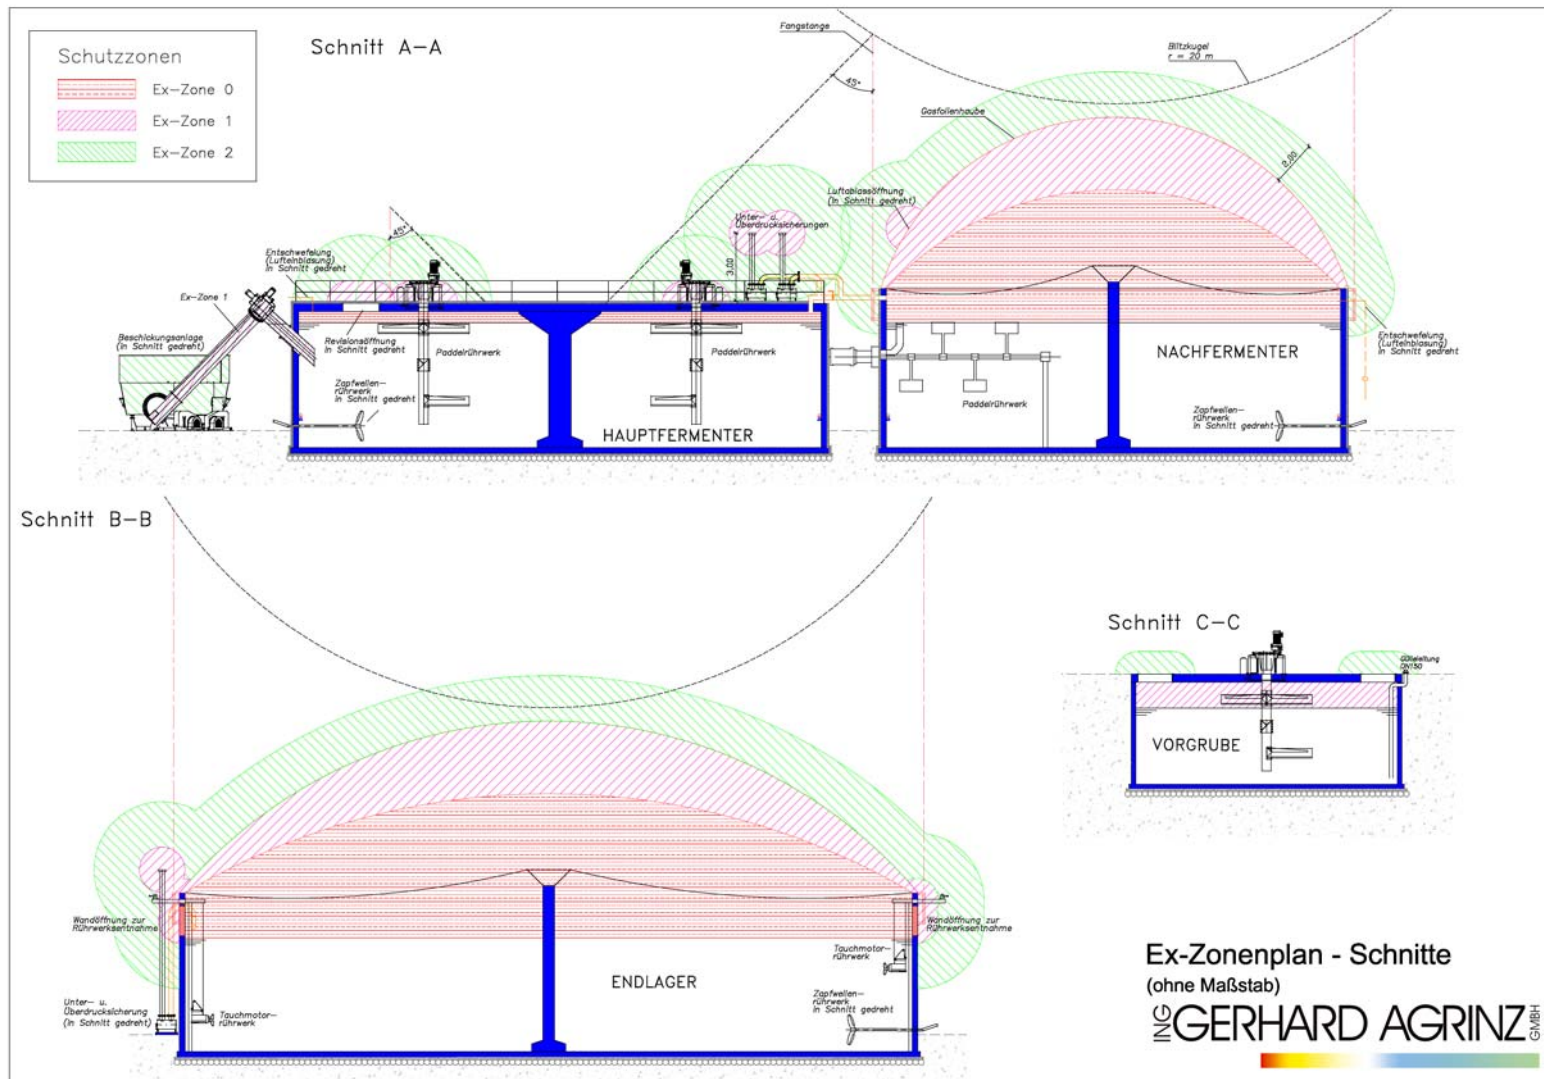 Schnitt A-A
Schutzzonen
Ex-Zone 0
Ex-Zone 1
Ex-Zone 2
Fangstange
45°
Blitzkugel
r = 20 m
Gasfolienhaube
2,00
Luftablassöffnung
(in Schnitt gedreht)
Unter- u.
Überdrucksicherungen
3,00
45°
Entschwefelung
(Lufteinblasung)
in Schnitt gedreht
Ex-Zone 1
Beschickungsanlage
(in Schnitt gedreht)
Revisionsöffnung
in Schnitt gedreht
Paddelrührwerk
Paddelrührwerk
Zapfwellen-
rührwerk
in Schnitt gedreht
HAUPTFERMENTER
NACHFERMENTER
Paddelrührwerk
Entschwefelung
(Lufteinblasung)
in Schnitt gedreht
Zapfwellen-
rührwerk
in Schnitt gedreht
Schnitt B-B
Wandöffnung zur
Rührwerksentnahme
Wandöffnung zur
Rührwerksentnahme
Unter- u.
Überdrucksicherung
(in Schnitt gedreht)
Tauchmotor-
rührwerk
ENDLAGER
Tauchmotor-
rührwerk
Zapfwellen-
rührwerk
in Schnitt gedreht
Schnitt C-C
Gülleleitung
DN150
VORGRUBE
Ex-Zonenplan - Schnitte
(ohne Maßstab)
ING GERHARD AGRINZ GMBH